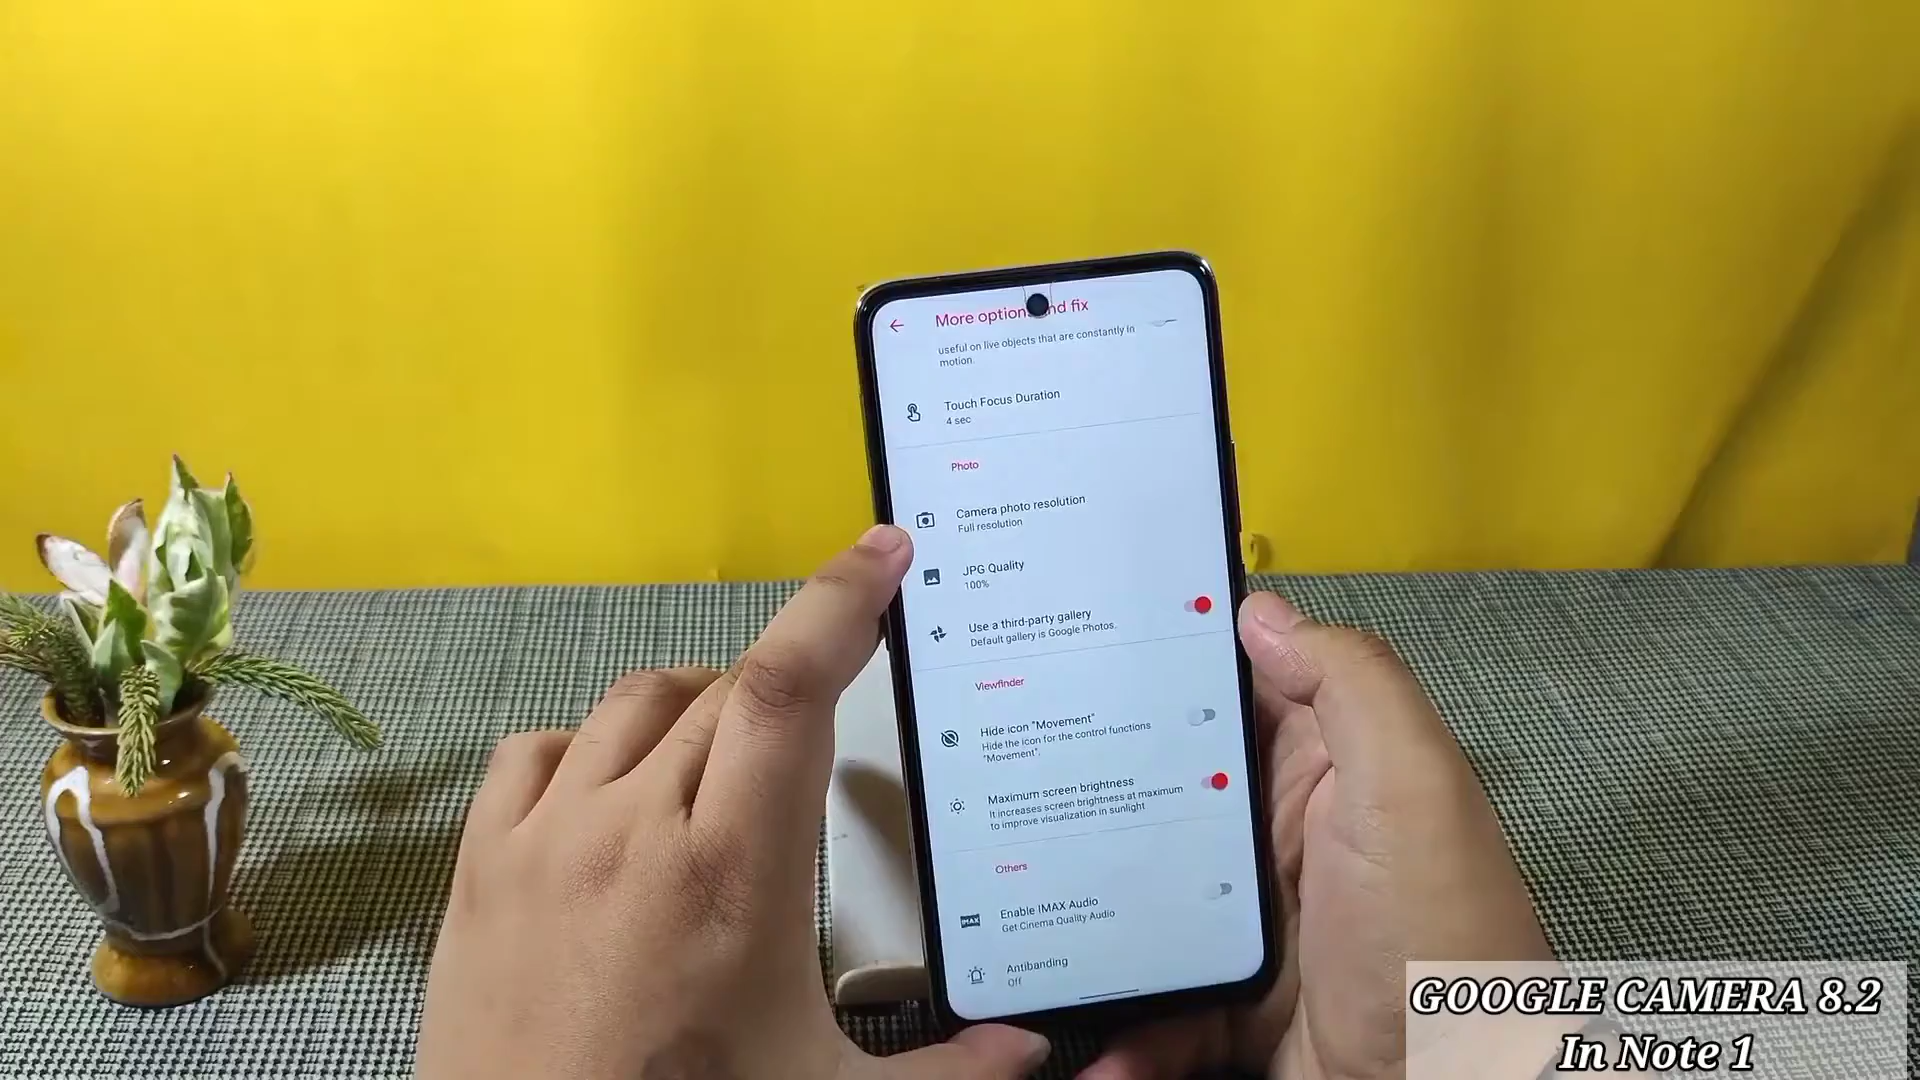 More option nd fix
useful on live objects that are constantly in
motion.
Touch Focus Duration
4 sec
Photo
Camera photo resolution
Full resolution
JPG Quality
100%
Use a third-party gallery
Default gallery is Google Photos.
Viewfinder
Hide icon "Movement"
Hide the icon for the control functions
"Movement".
Maximum screen brightness
It increases screen brightness at maximum
to improve visualization in sunlight
Others
IMAX
Enable IMAX Audio
Get Cinema Quality Audio
Antibanding
Off
GOOGLE CAMERA 8.2
In Note 1